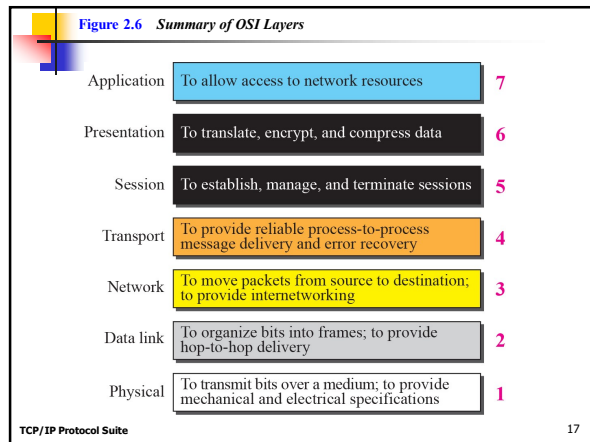 Figure 2.6 Summary of OSI Layers
Application To allow access to network resources 7
Presentation To translate, encrypt, and compress data 6
Session To establish, manage, and terminate sessions 5
Transport To provide reliable process-to-process
message delivery and error recovery 4
Network To move packets from source to destination;
to provide internetworking 3
Data link To organize bits into frames; to provide
hop-to-hop delivery 2
Physical To transmit bits over a medium; to provide
mechanical and electrical specifications 1
TCP/IP Protocol Suite 17